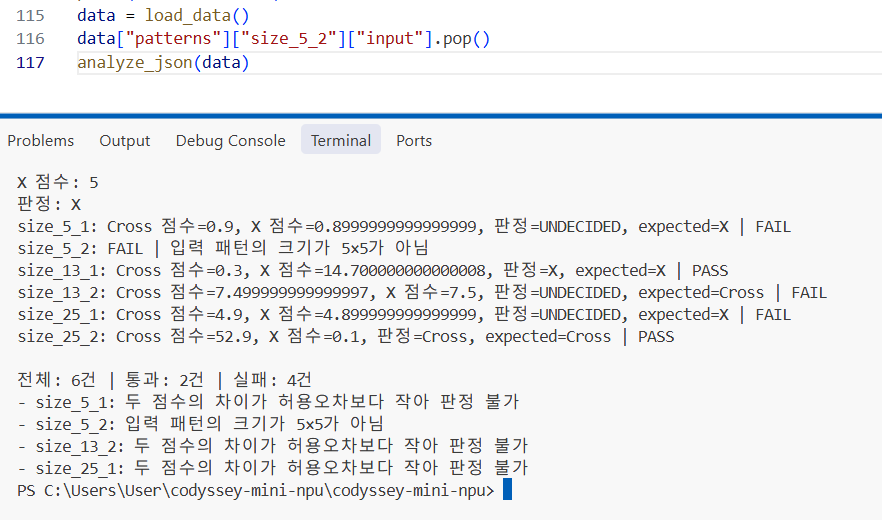 115 data = load_data()
116 data["patterns"]["size_5_2"]["input"].pop()
117 analyze_json(data)
Problems Output Debug Console Terminal Ports
X 점수: 5
판정: X
size_5_1: Cross 점수=0.9, X 점수=0.8999999999999999, 판정=UNDECIDED, expected=X | FAIL
size_5_2: FAIL | 입력 패턴의 크기가 5x5가 아님
size_13_1: Cross 점수=0.3, X 점수=14.700000000000008, 판정=X, expected=X | PASS
size_13_2: Cross 점수=7.499999999999997, X 점수=7.5, 판정=UNDECIDED, expected=Cross | FAIL
size_25_1: Cross 점수=4.9, X 점수=4.899999999999999, 판정=UNDECIDED, expected=X | FAIL
size_25_2: Cross 점수=52.9, X 점수=0.1, 판정=Cross, expected=Cross | PASS
전체: 6건 | 통과: 2건 | 실패: 4건
- size_5_1: 두 점수의 차이가 허용오차보다 작아 판정 불가
- size_5_2: 입력 패턴의 크기가 5x5가 아님
- size_13_2: 두 점수의 차이가 허용오차보다 작아 판정 불가
- size_25_1: 두 점수의 차이가 허용오차보다 작아 판정 불가
PS C:\Users\User\codyssey-mini-npu\codyssey-mini-npu>